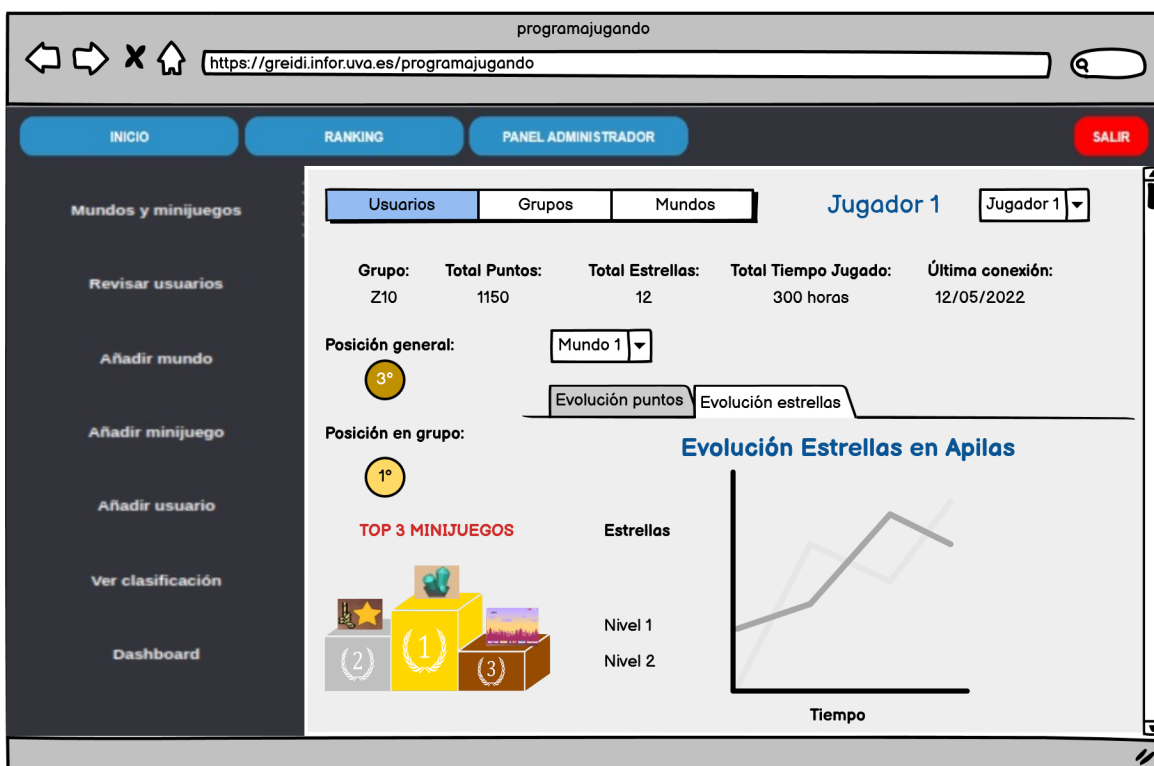 programajugando
https://greidi.infor.uva.es/programajugando
INICIO
RANKING
PANEL ADMINISTRADOR
SALIR
Mundos y minijuegos
Revisar usuarios
Añadir mundo
Añadir minijuego
Añadir usuario
Ver clasificación
Dashboard
Usuarios
Grupos
Mundos
Jugador 1
Jugador 1
Grupo:
Total Puntos:
Total Estrellas:
Total Tiempo Jugado:
Última conexión:
Z10
1150
12
300 horas
12/05/2022
Posición general:
3º
Mundo 1
Evolución puntos
Evolución estrellas
Posición en grupo:
1º
Evolución Estrellas en Apilas
TOP 3 MINIJUEGOS
Estrellas
1
2
3
Nivel 1
Nivel 2
Tiempo